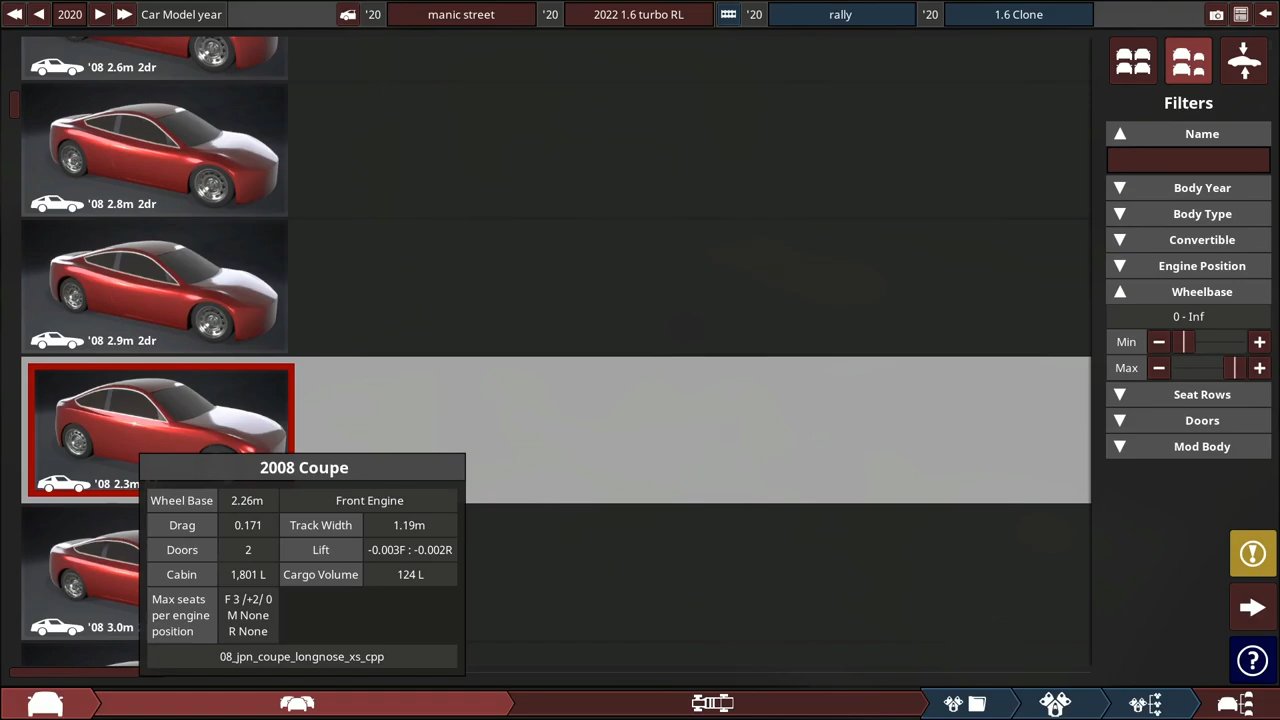 2020 Car Model year '20 manic street '20 2022 1.6 turbo RL '20 rally '20 1.6 Clone
'08 2.6m 2dr
'08 2.8m 2dr
'08 2.9m 2dr
'08 2.3m
'08 3.0m
2008 Coupe
Wheel Base 2.26m Front Engine
Drag 0.171 Track Width 1.19m
Doors 2 Lift -0.003F : -0.002R
Cabin 1,801 L Cargo Volume 124 L
Max seats per engine position
F 3 /+2/ 0
M None
R None
08_jpn_coupe_longnose_xs_cpp
Filters
Name
Body Year
Body Type
Convertible
Engine Position
Wheelbase
0 - Inf
Min
Max
Seat Rows
Doors
Mod Body